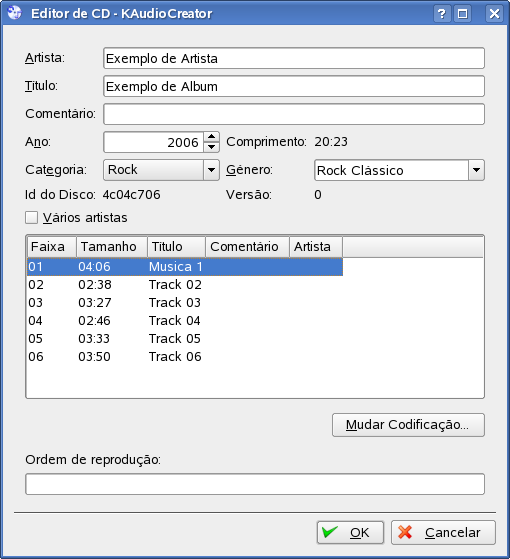 Editor de CD - KAudioCreator
Artista: Exemplo de Artista
Título: Exemplo de Album
Comentário:
Ano: 2006 Comprimento: 20:23
Categoria: Rock Género: Rock Clássico
Id do Disco: 4c04c706 Versão: 0
Vários artistas
Faixa Tamanho Título Comentário Artista
01 04:06 Musica 1
02 02:38 Track 02
03 03:27 Track 03
04 02:46 Track 04
05 03:33 Track 05
06 03:50 Track 06
Mudar Codificação...
Ordem de reprodução:
OK Cancelar